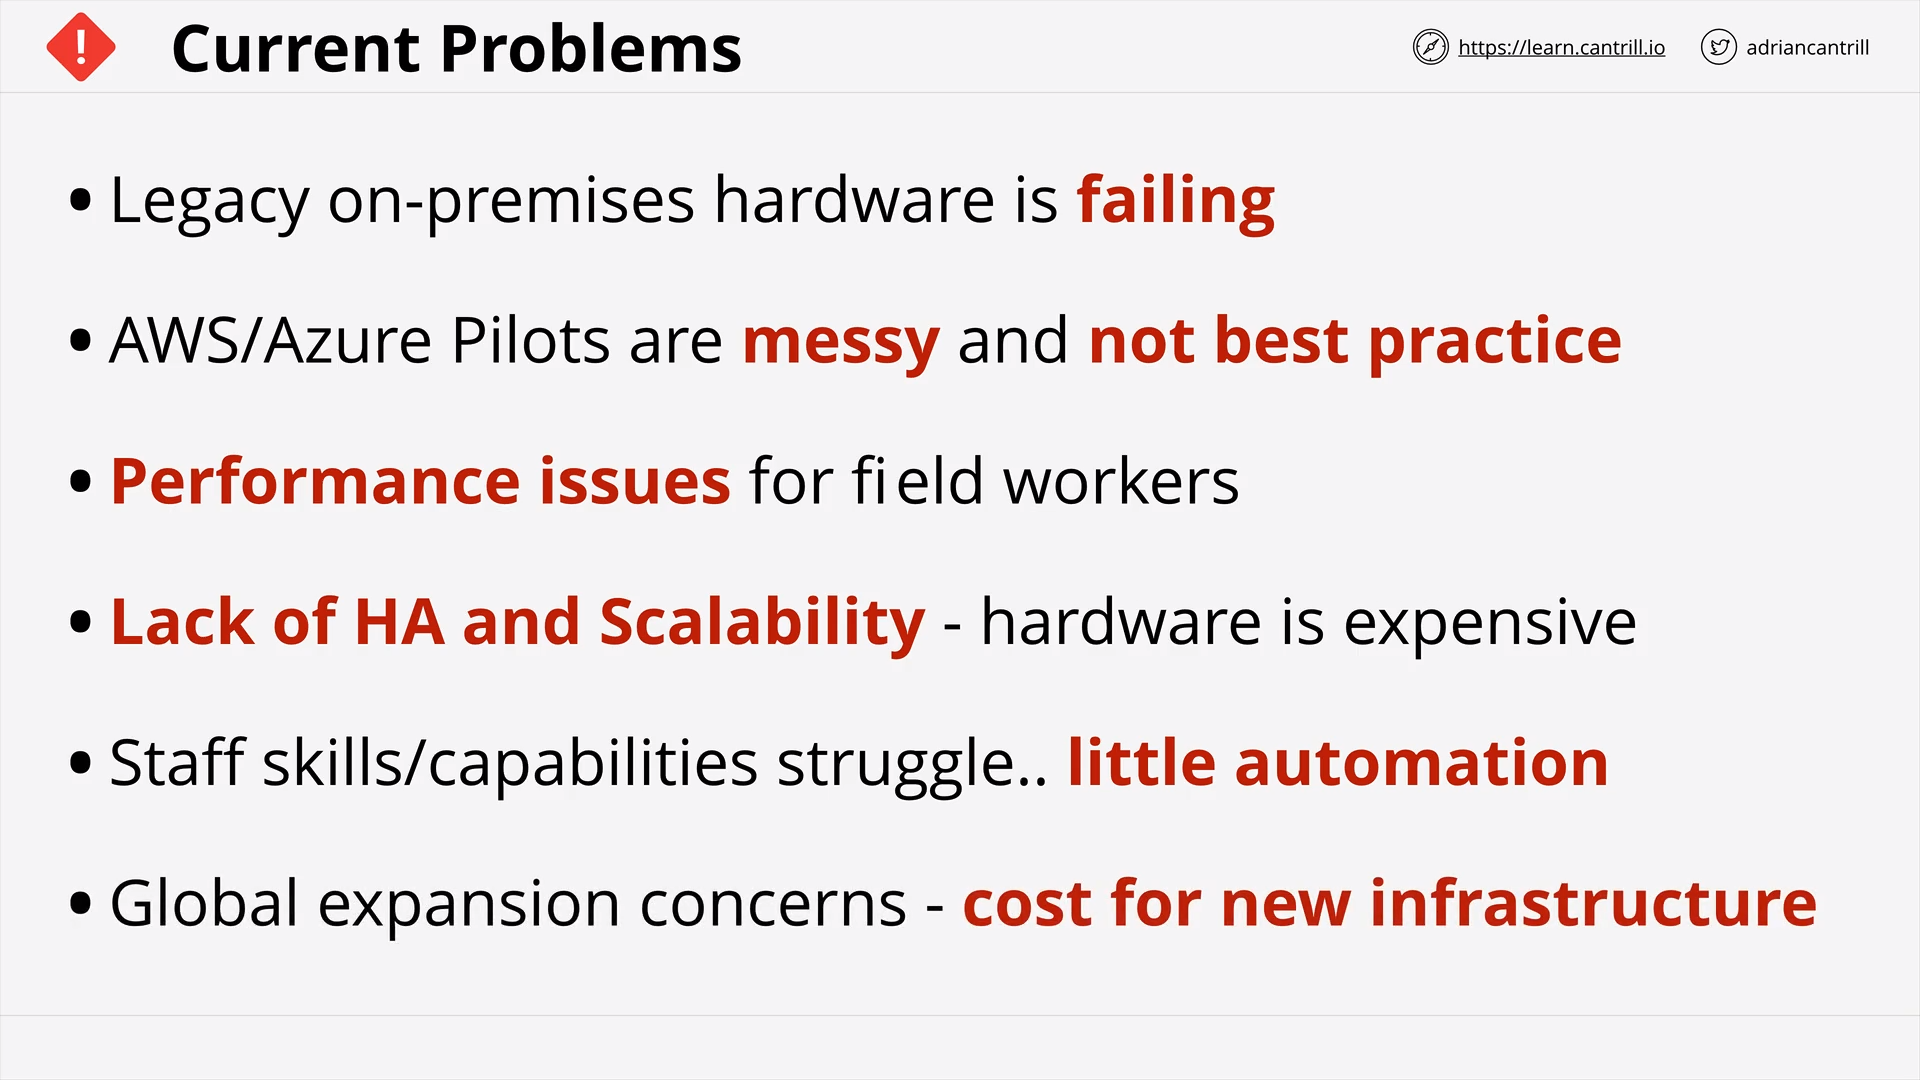 Current Problems
https://learn.cantrill.io
adriancantrill
• Legacy on-premises hardware is failing
• AWS/Azure Pilots are messy and not best practice
• Performance issues for field workers
• Lack of HA and Scalability - hardware is expensive
• Staff skills/capabilities struggle.. little automation
• Global expansion concerns - cost for new infrastructure